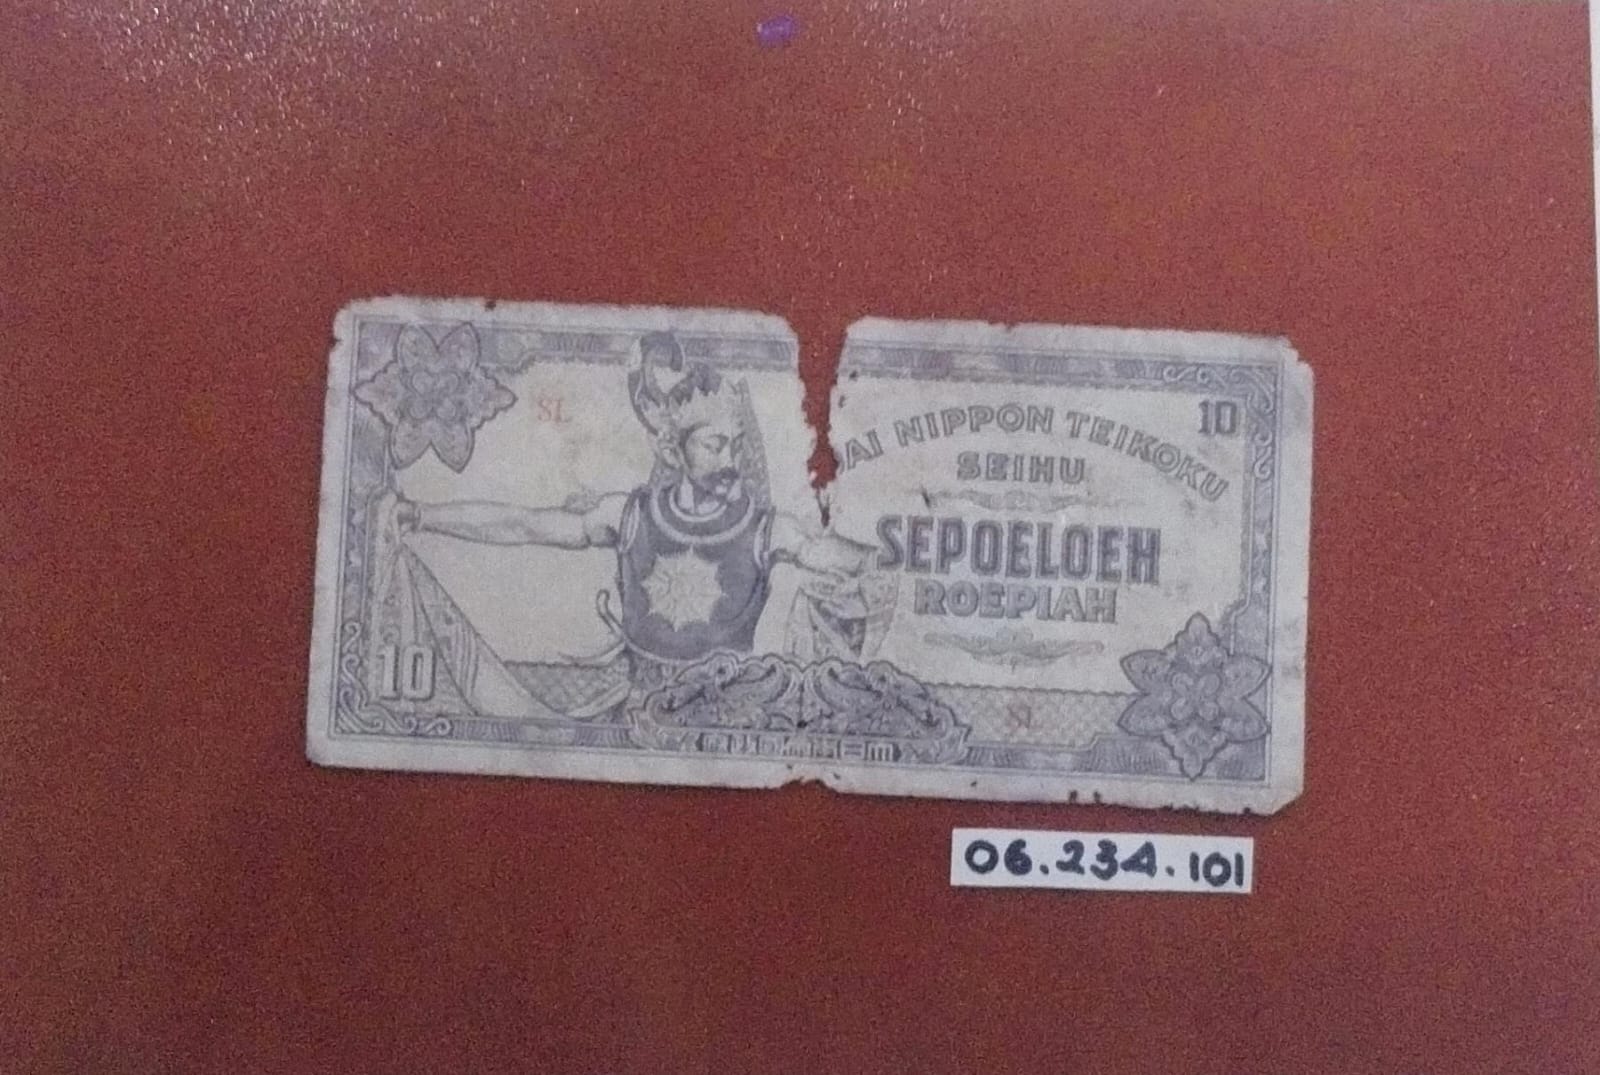 SL
10
AI NIPPON TEIKOKU
SEIHU
SEPOELOEH
ROEPIAH
10
SL
06.234.101